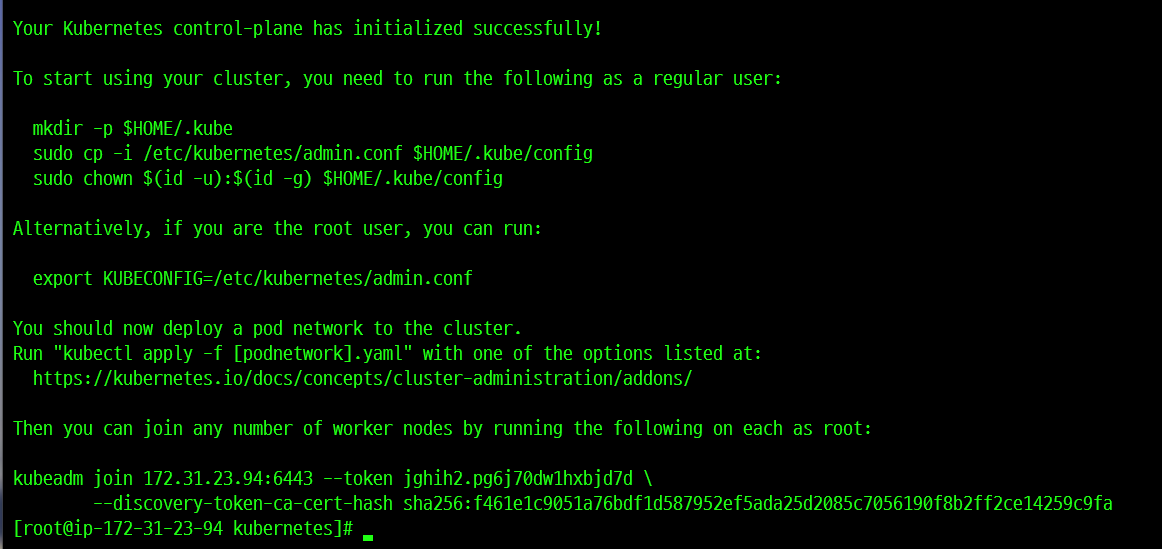 Your Kubernetes control-plane has initialized successfully!
To start using your cluster, you need to run the following as a regular user:
mkdir -p $HOME/.kube
sudo cp -i /etc/kubernetes/admin.conf $HOME/.kube/config
sudo chown $(id -u):$(id -g) $HOME/.kube/config
Alternatively, if you are the root user, you can run:
export KUBECONFIG=/etc/kubernetes/admin.conf
You should now deploy a pod network to the cluster.
Run "kubectl apply -f [podnetwork].yaml" with one of the options listed at:
https://kubernetes.io/docs/concepts/cluster-administration/addons/
Then you can join any number of worker nodes by running the following on each as root:
kubeadm join 172.31.23.94:6443 --token jghih2.pg6j70dw1hxbjd7d \
--discovery-token-ca-cert-hash sha256:f461e1c9051a76bdf1d587952ef5ada25d2085c7056190f8b2ff2ce14259c9fa
[root@ip-172-31-23-94 kubernetes]#